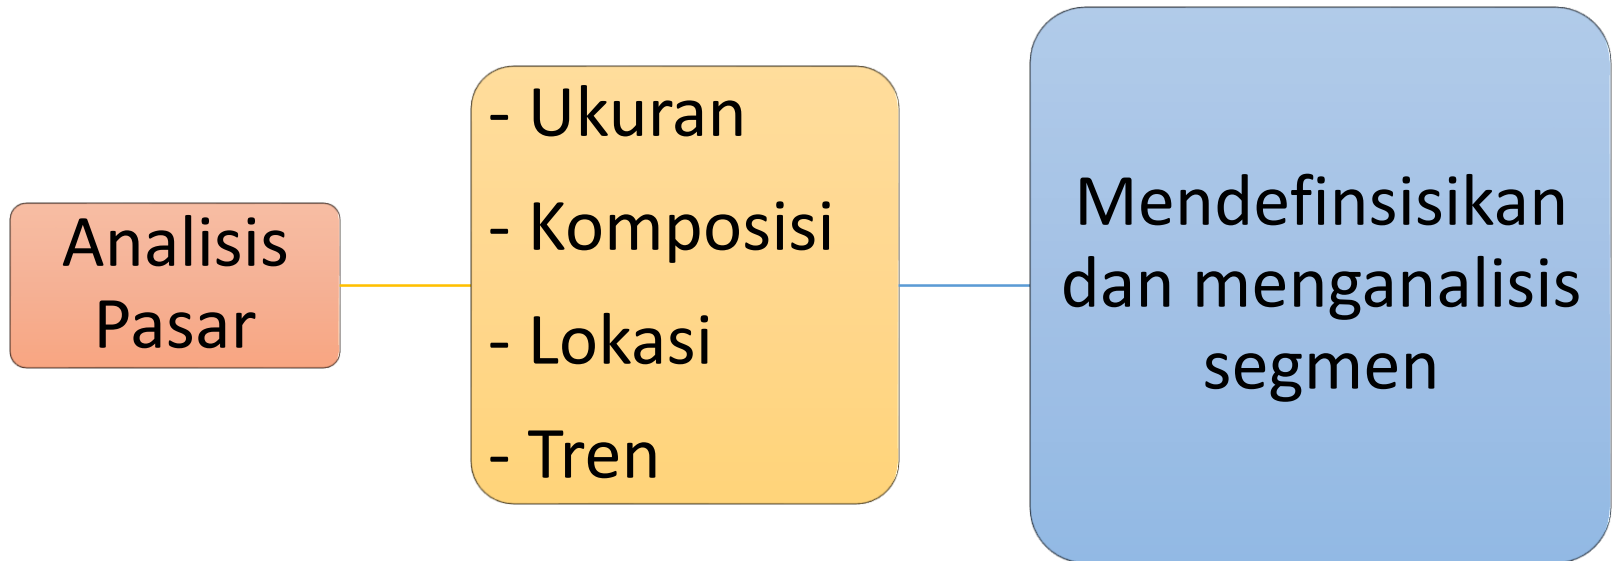 Analisis
Pasar
- Ukuran
- Komposisi
- Lokasi
- Tren
Mendefinsisikan
dan menganalisis
segmen